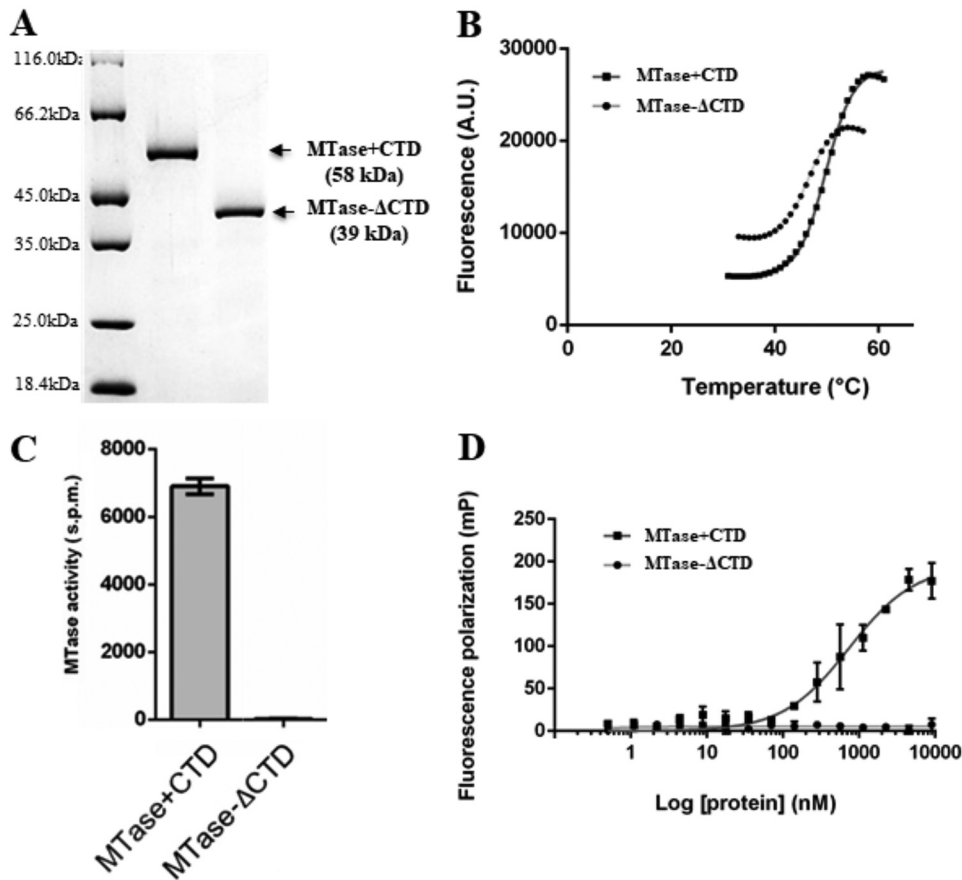 A
116.0kDa
66.2kDa
45.0kDa
35.0kDa
25.0kDa
18.4kDa
MTase+CTD
(58 kDa)
MTase-ΔCTD
(39 kDa)
B
30000
20000
10000
0
Fluorescence (A.U.)
MTase+CTD
MTase-ΔCTD
0 20 40 60
Temperature (°C)
C
8000
6000
4000
2000
0
MTase activity ( s.p.m.)
MTase+CTD
MTase-ΔCTD
D
250
200
150
100
50
0
Fluorescence polarization (mP)
MTase+CTD
MTase-ΔCTD
1 10 100 1000 10000
Log [protein] (nM)